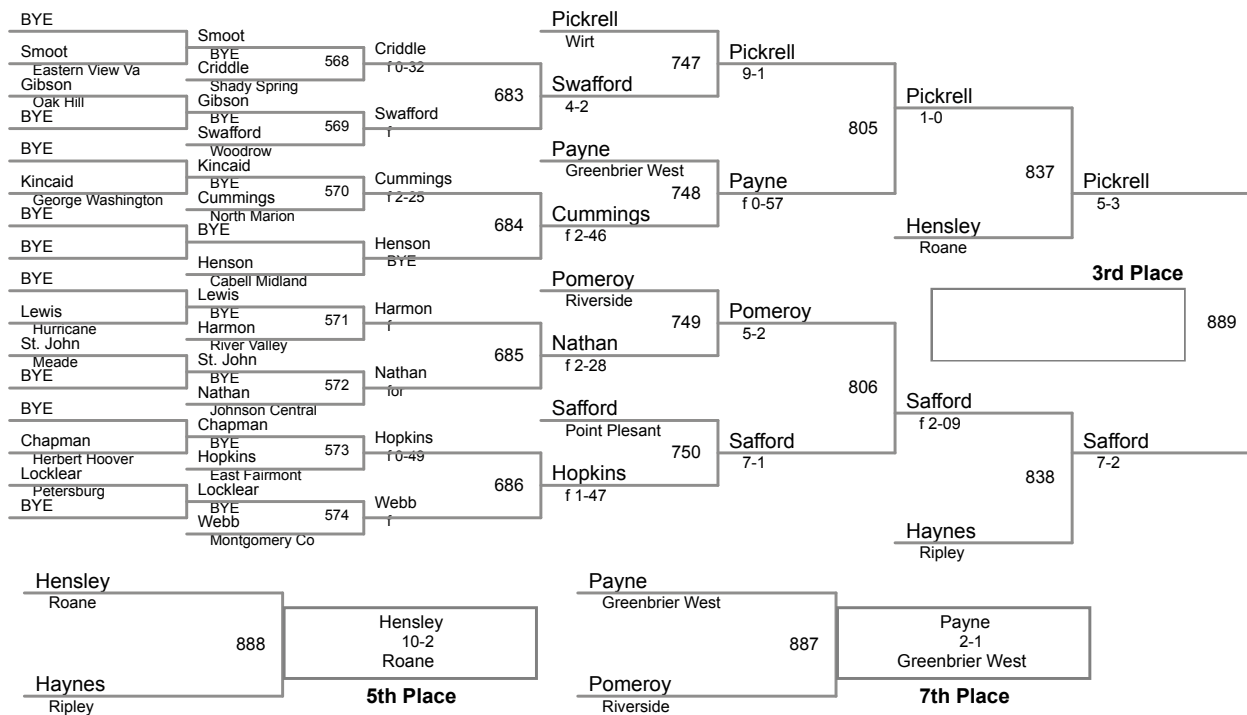 BYE
Smoot
Eastern View Va
Gibson
Oak Hill
BYE
BYE
Kincaid
George Washington
BYE
BYE
BYE
Lewis
Hurricane
St. John
Meade
BYE
BYE
Chapman
Herbert Hoover
Locklear
Petersburg
BYE
Smoot
BYE
568
Criddle
Shady Spring
Gibson
BYE
569
Swafford
Woodrow
Kincaid
BYE
570
Cummings
North Marion
BYE
Henson
Cabell Midland
Lewis
BYE
571
Harmon
River Valley
St. John
BYE
572
Nathan
Johnson Central
Chapman
BYE
573
Hopkins
East Fairmont
Locklear
BYE
574
Webb
Montgomery Co
Criddle
f 0-32
683
Swafford
f
Cummings
f 2-25
684
Henson
BYE
Harmon
f
685
Nathan
for
Hopkins
f 0-49
686
Webb
f
Pickrell
Wirt
747
Swafford
4-2
Payne
Greenbrier West
748
Cummings
f 2-46
Pomeroy
Riverside
749
Nathan
f 2-28
Safford
Point Plesant
750
Hopkins
f 1-47
Pickrell
9-1
805
Payne
f 0-57
Pomeroy
5-2
806
Safford
7-1
Pickrell
1-0
837
Hensley
Roane
Safford
f 2-09
838
Haynes
Ripley
Pickrell
5-3
3rd Place
889
Safford
7-2
Hensley
Roane
888
Haynes
Ripley
Hensley
10-2
Roane
5th Place
Payne
Greenbrier West
887
Pomeroy
Riverside
Payne
2-1
Greenbrier West
7th Place